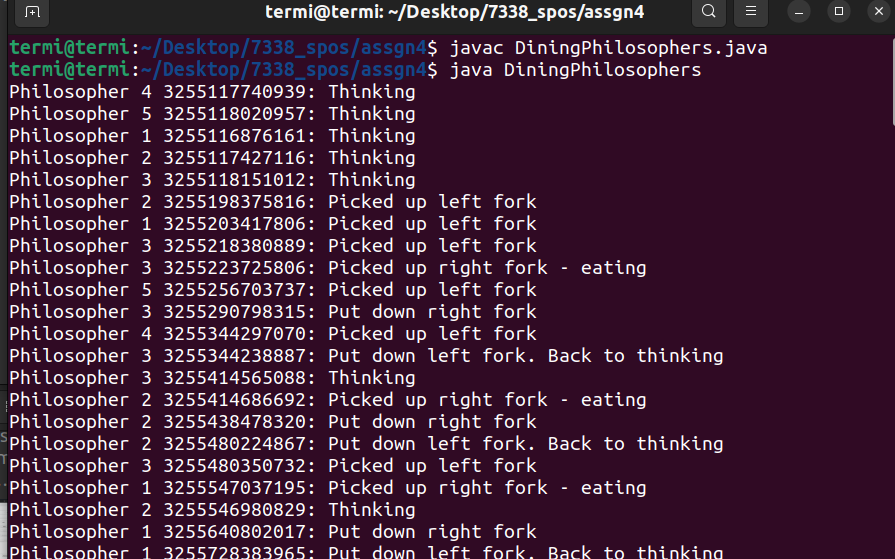 termi@termi: ~/Desktop/7338_spos/assgn4
termi@termi:~/Desktop/7338_spos/assgn4$ javac DiningPhilosophers.java
termi@termi:~/Desktop/7338_spos/assgn4$ java DiningPhilosophers
Philosopher 4 3255117740939: Thinking
Philosopher 5 3255118020957: Thinking
Philosopher 1 3255116876161: Thinking
Philosopher 2 3255117427116: Thinking
Philosopher 3 3255118151012: Thinking
Philosopher 2 3255198375816: Picked up left fork
Philosopher 1 3255203417806: Picked up left fork
Philosopher 3 3255218380889: Picked up left fork
Philosopher 3 3255223725806: Picked up right fork - eating
Philosopher 5 3255256703737: Picked up left fork
Philosopher 3 3255290798315: Put down right fork
Philosopher 4 3255344297070: Picked up left fork
Philosopher 3 3255344238887: Put down left fork. Back to thinking
Philosopher 3 3255414565088: Thinking
Philosopher 2 3255414686692: Picked up right fork - eating
Philosopher 2 3255438478320: Put down right fork
Philosopher 2 3255480224867: Put down left fork. Back to thinking
Philosopher 3 3255480350732: Picked up left fork
Philosopher 1 3255547037195: Picked up right fork - eating
Philosopher 2 3255546980829: Thinking
Philosopher 1 3255640802017: Put down right fork
Philosopher 1 3255728383965: Put down left fork. Back to thinking